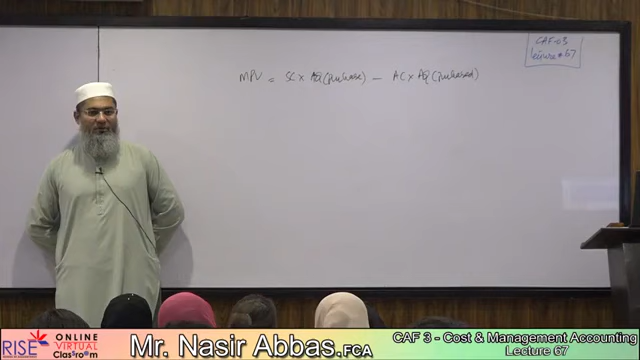 CAF-03
Lecture # 67
MPV = SC × AQ (purchase) – AC × AQ (purchased)
RISE
ONLINE
VIRTUAL
Classroom
Mr. Nasir Abbas.FCA
CAF 3 - Cost & Management Accounting
Lecture 67